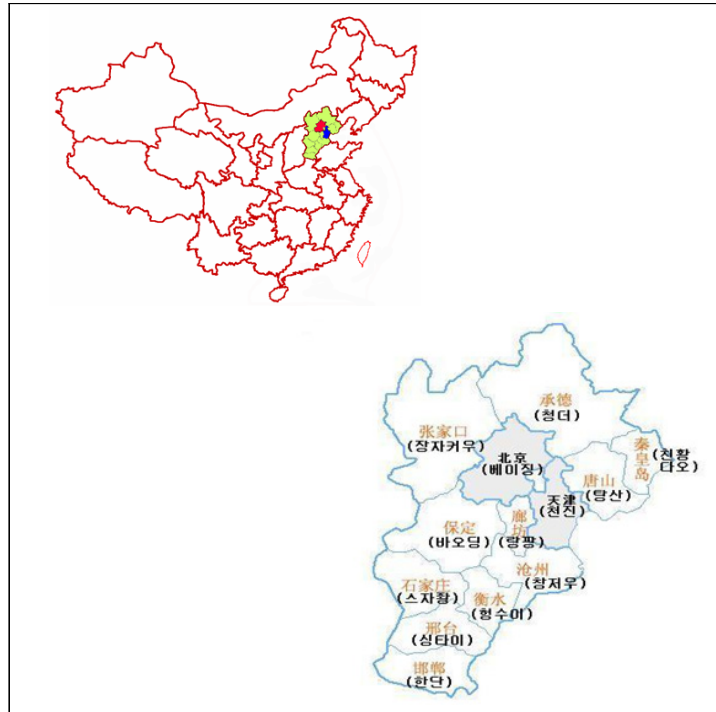 承德
(청더)
张家口
(장자커우)
北京
(베이징)
秦皇岛
(친황
타오)
唐山
(탕산)
天津
(천진)
保定
(바오딩)
廊坊
(랑팡)
沧州
(창저우)
石家庄
(스자좡)
衡水
(헝수이)
邢台
(싱타이)
邯郸
(한단)